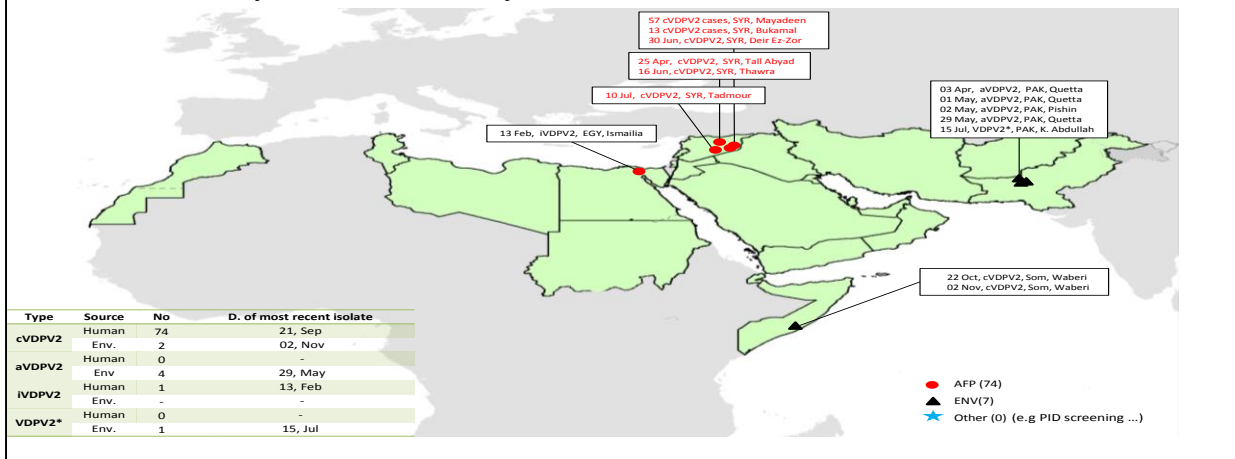 57 cVDPV2 cases, SYR, Mayadeen
13 cVDPV2 cases, SYR, Bukamal
30 Jun, cVDPV2, SYR, Deir Ez-Zor
25 Apr, cVDPV2, SYR, Tall Abyad
16 Jun, cVDPV2, SYR, Thawra
10 Jul, cVDPV2, SYR, Tadmour
13 Feb, iVDPV2, EGY, Ismailia
03 Apr, aVDPV2, PAK, Quetta
01 May, aVDPV2, PAK, Quetta
02 May, aVDPV2, PAK, Pishin
29 May, aVDPV2, PAK, Quetta
15 Jul, VDPV2*, PAK, K. Abdullah
22 Oct, cVDPV2, Som, Waberi
02 Nov, cVDPV2, Som, Waberi
Type Source No D. of most recent isolate
cVDPV2 Human 74 21, Sep
Env. 2 02, Nov
aVDPV2 Human 0 -
Env 4 29, May
iVDPV2 Human 1 13, Feb
Env. - -
VDPV2* Human 0 -
Env. 1 15, Jul
AFP (74)
ENV(7)
Other (0) (e.g PID screening ...)